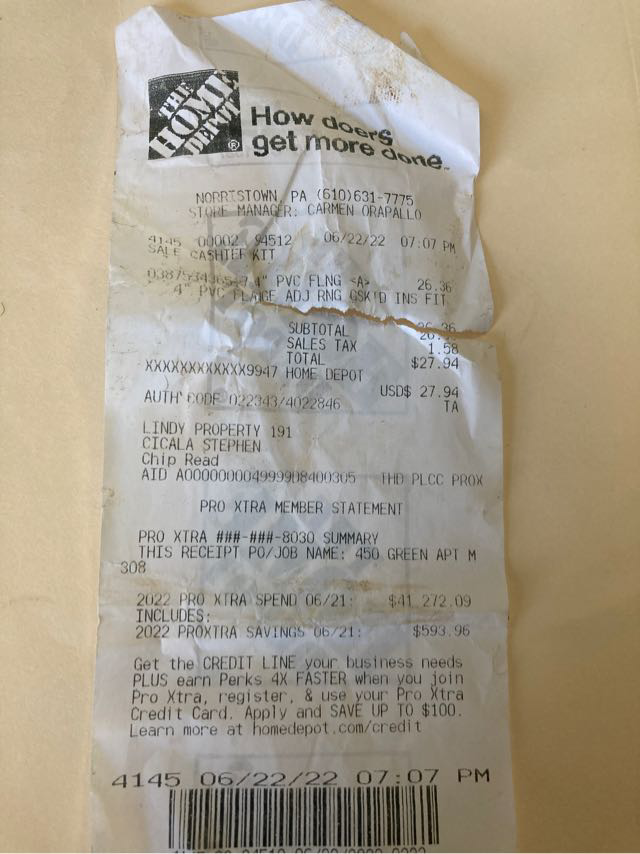 THE HOME DEPOT ®
How doers
get more done.
NORRISTOWN, PA (610)631-7775
STORE MANAGER: CARMEN ORAPALLO
4145 00002 94512 06/22/22 07:07 PM
SALE CASHIER KIT
4" PVC FLNG <A> 26.36
4" PVC FLANGE ADJ RNG GSK'D INS FIT
SUBTOTAL 26.36
SALES TAX 1.58
TOTAL $27.94
XXXXXXXXXXXX9947 HOME DEPOT
USD$ 27.94
AUTH CODE 022343/4022846 TA
LINDY PROPERTY 191
CICALA STEPHEN
Chip Read
AID THD PLCC PROX
PRO XTRA MEMBER STATEMENT
PRO XTRA ###-###-8030 SUMMARY
THIS RECEIPT PO/JOB NAME: 450 GREEN APT M
308
2022 PRO XTRA SPEND 06/21: $41,272.09
INCLUDES:
2022 PROXTRA SAVINGS 06/21: $593.96
Get the CREDIT LINE your business needs
PLUS earn Perks 4X FASTER when you join
Pro Xtra, register, & use your Pro Xtra
Credit Card. Apply and SAVE UP TO $100.
Learn more at homedepot.com/credit
4145 06/22/22 07:07 PM